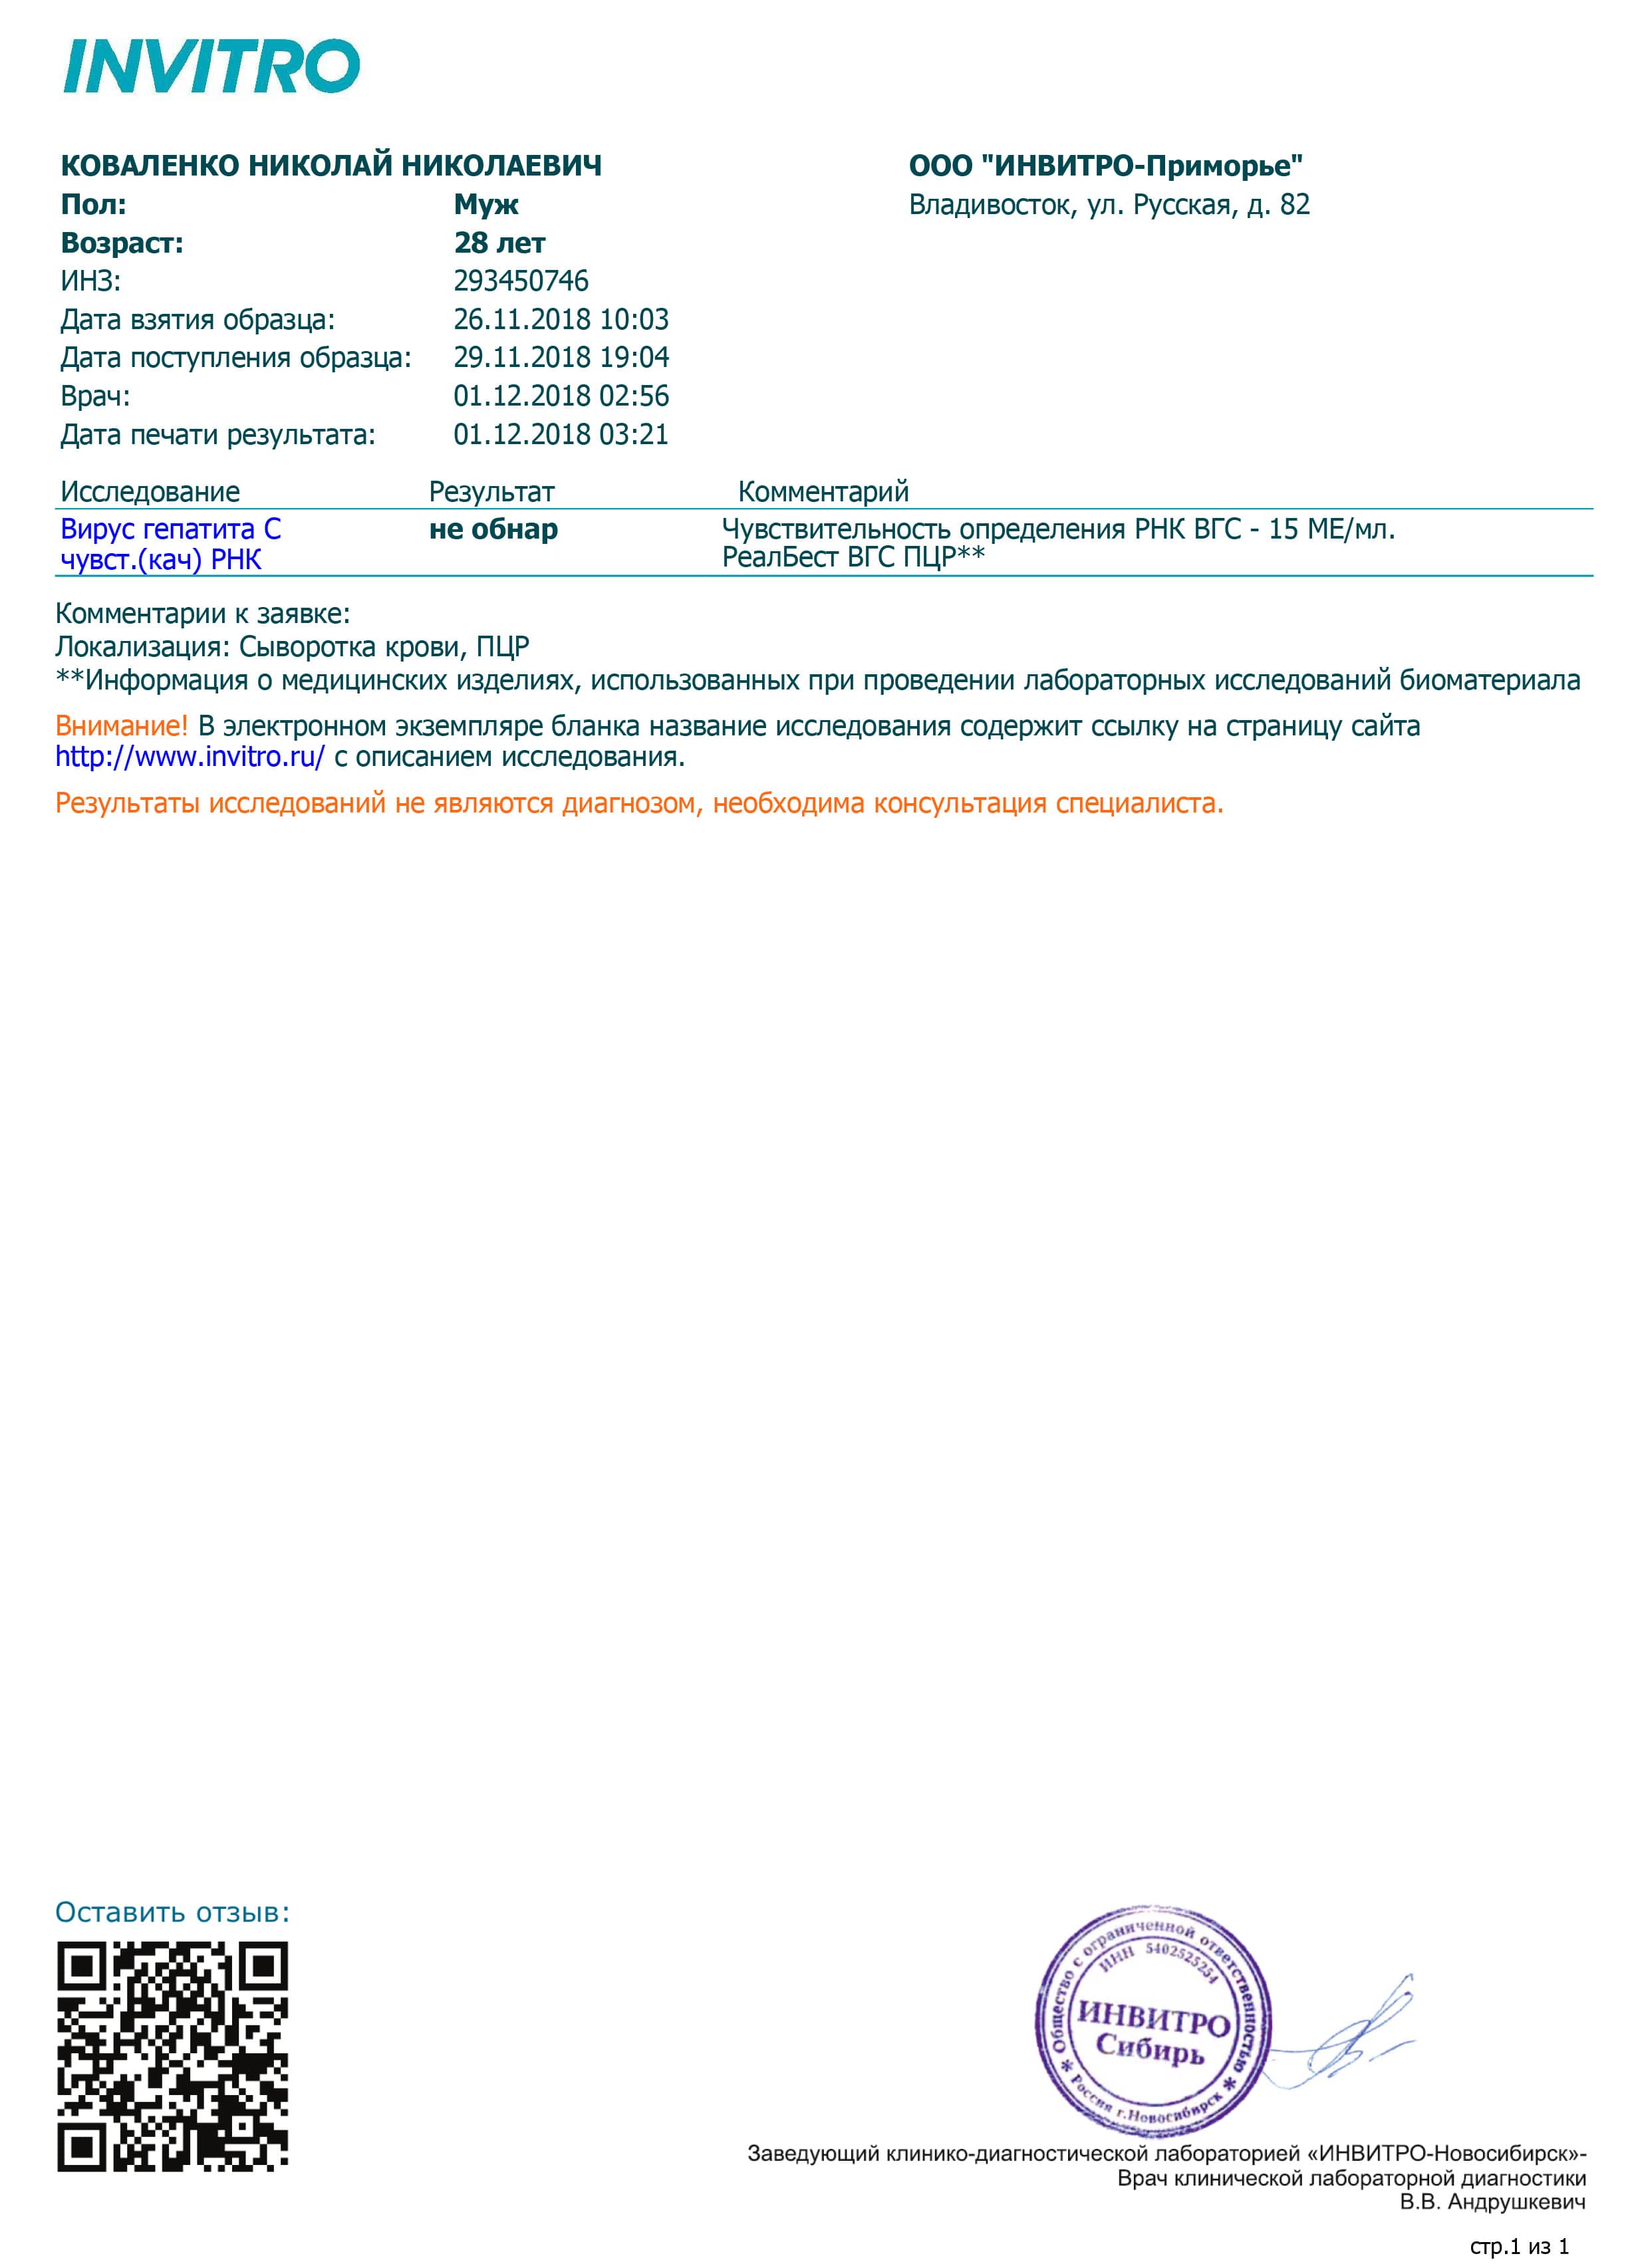 INVITRO
КОВАЛЕНКО НИКОЛАЙ НИКОЛАЕВИЧ
Пол: Муж
Возраст: 28 лет
ИНЗ: 293450746
Дата взятия образца: 26.11.2018 10:03
Дата поступления образца: 29.11.2018 19:04
Врач: 01.12.2018 02:56
Дата печати результата: 01.12.2018 03:21
ООО "ИНВИТРО-Приморье"
Владивосток, ул. Русская, д. 82
Исследование Результат Комментарий
Вирус гепатита С не обнар Чувствительность определения РНК ВГС - 15 МЕ/мл.
чувст.(кач) РНК РеалБест ВГС ПЦР**
Комментарии к заявке:
Локализация: Сыворотка крови, ПЦР
**Информация о медицинских изделиях, использованных при проведении лабораторных исследований биоматериала
Внимание! В электронном экземпляре бланка название исследования содержит ссылку на страницу сайта
http://www.invitro.ru/ с описанием исследования.
Результаты исследований не являются диагнозом, необходима консультация специалиста.
Оставить отзыв:
Общество с ограниченной ответственностью
ИНН 5402525254
ИНВИТРО
Сибирь
* Россия г.Новосибирск *
Заведующий клинико-диагностической лабораторией «ИНВИТРО-Новосибирск»-
Врач клинической лабораторной диагностики
В.В. Андрушкевич
стр.1 из 1